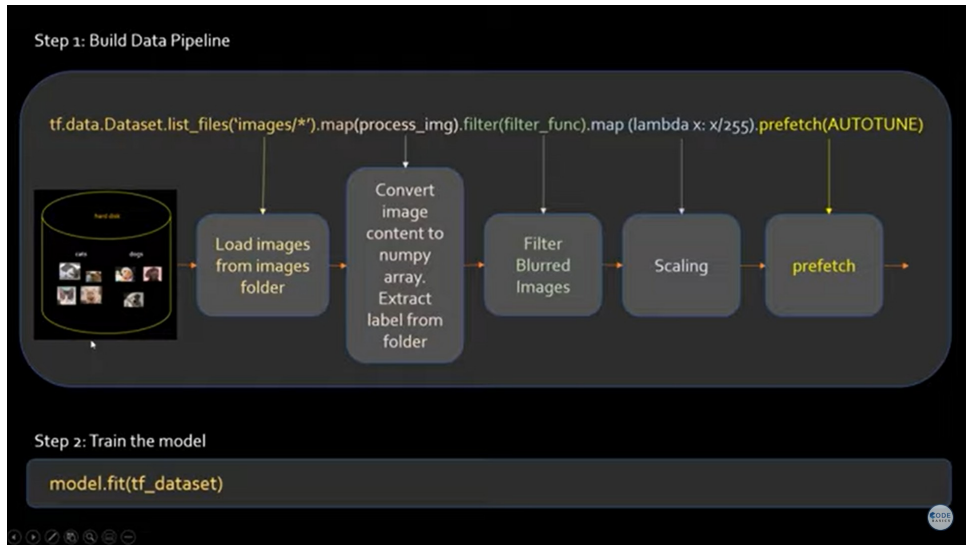 Step 1: Build Data Pipeline
tf.data.Dataset.list_files('images/*').map(process_img).filter(filter_func).map (lambda x: x/255).prefetch(AUTOTUNE)
hard disk
cats
dogs
Load images
from images
folder
Convert
image
content to
numpy
array.
Extract
label from
folder
Filter
Blurred
Images
Scaling
prefetch
Step 2: Train the model
model.fit(tf_dataset)
CODE
BASICS